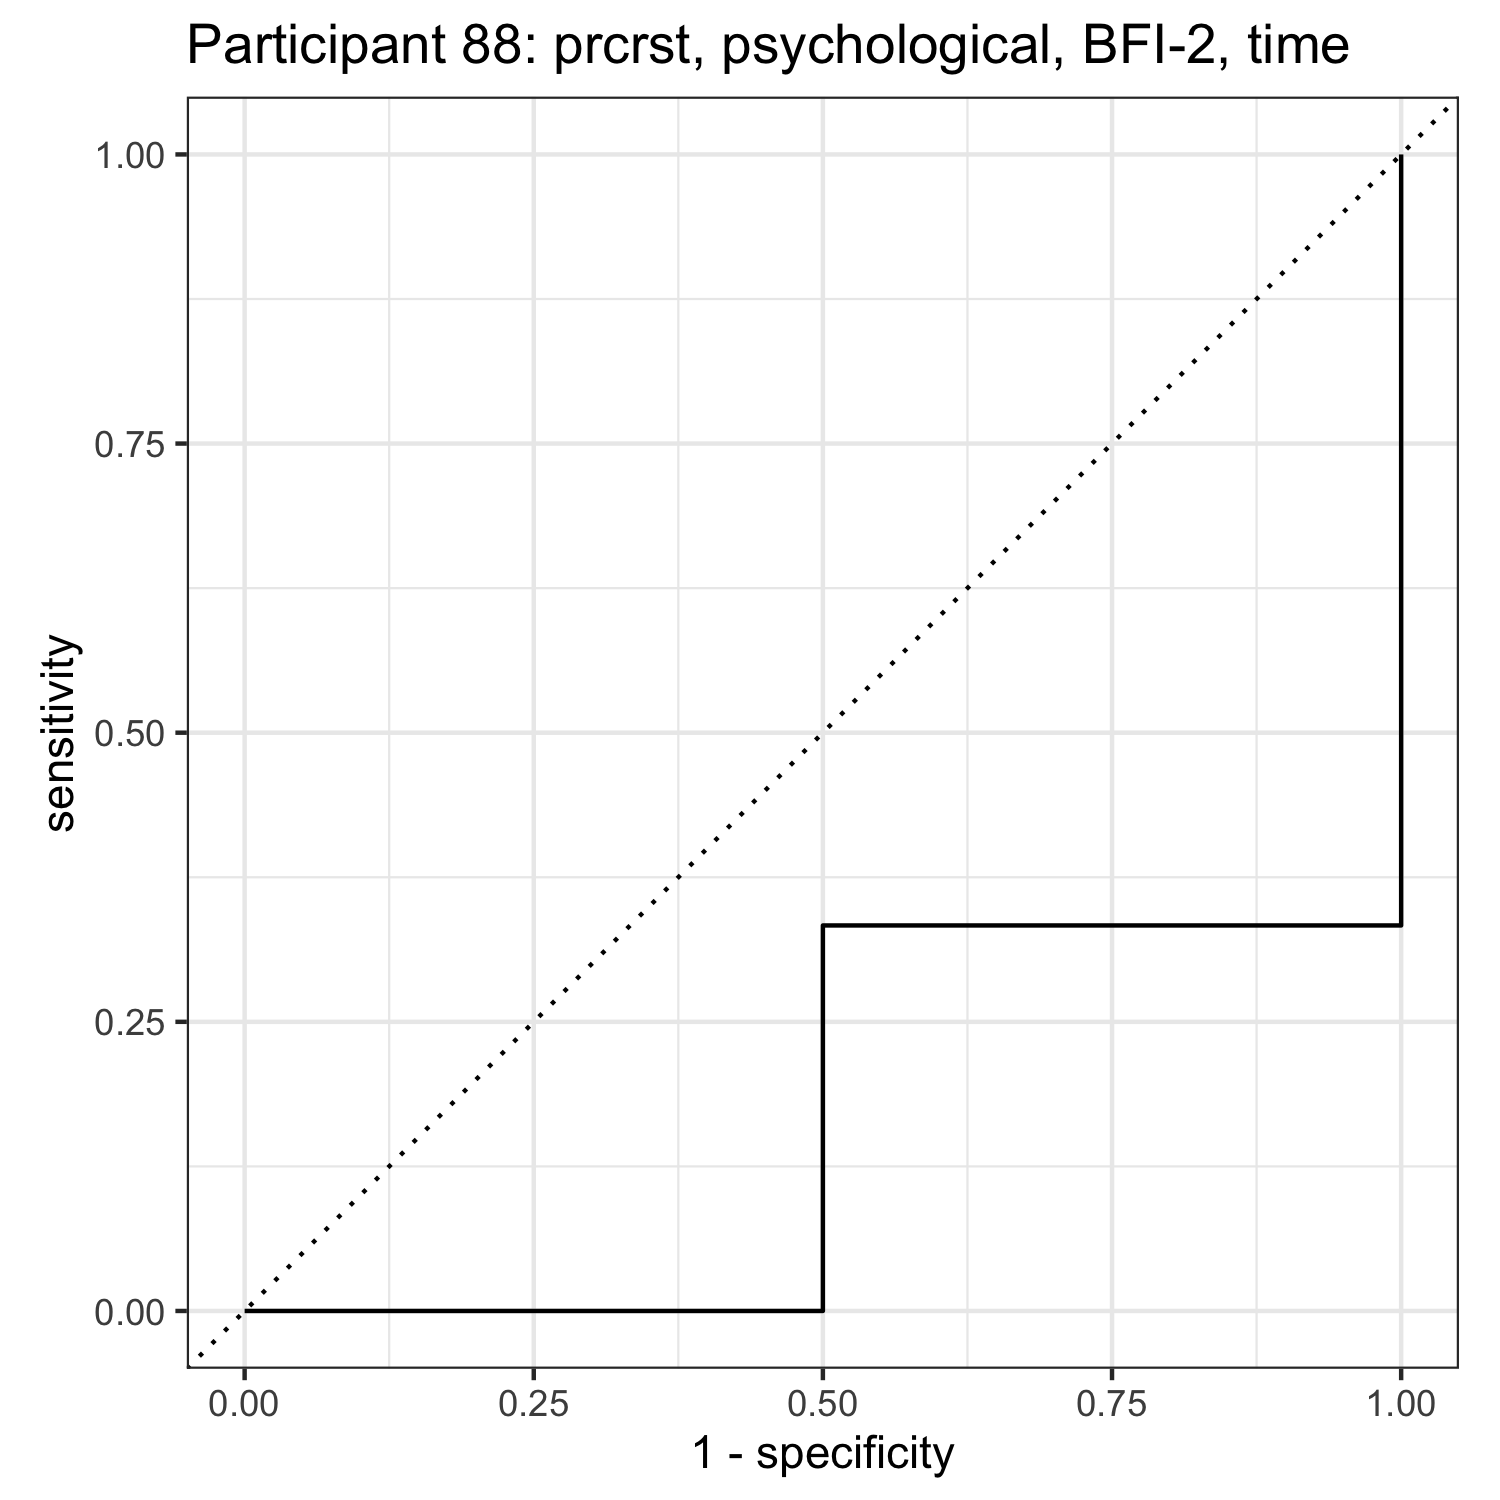 Participant 88: prcrst, psychological, BFI-2, time
1.00
0.75
0.50
0.25
0.00
sensitivity
0.00 0.25 0.50 0.75 1.00
1 - specificity